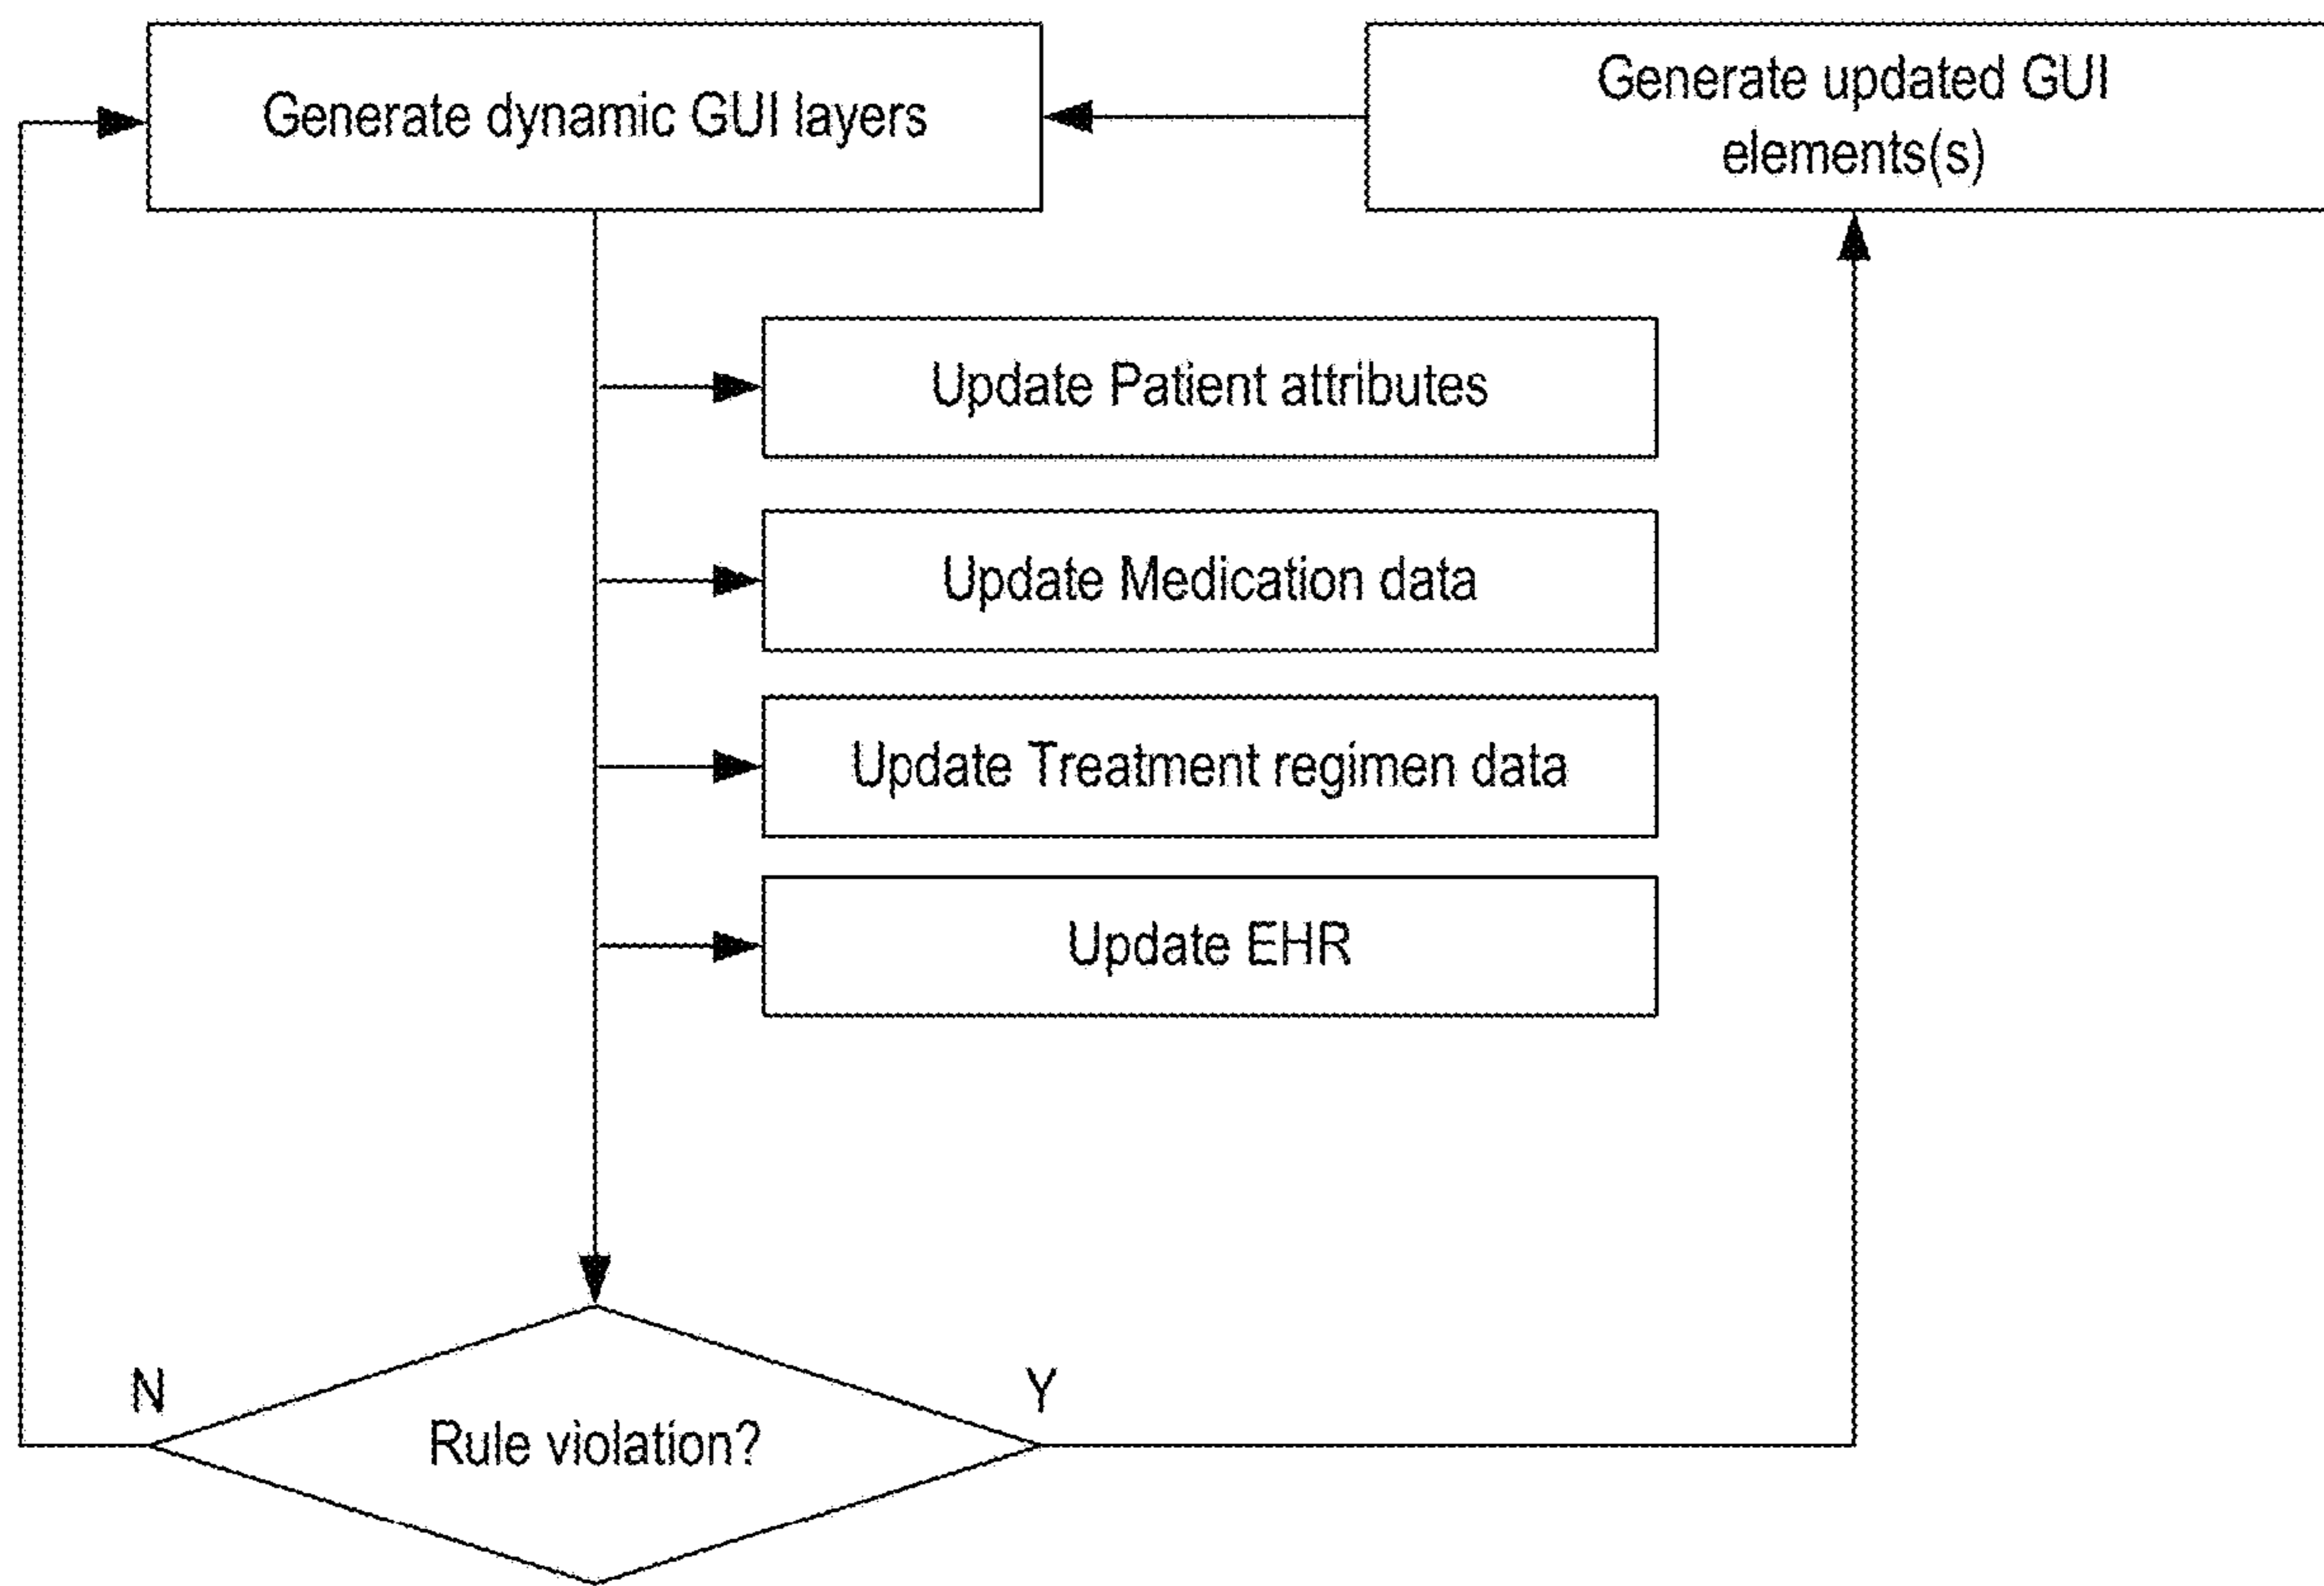 Generate dynamic GUI layers
Generate updated GUI
elements(s)
Update Patient attributes
Update Medication data
Update Treatment regimen data
Update EHR
N
Y
Rule violation?